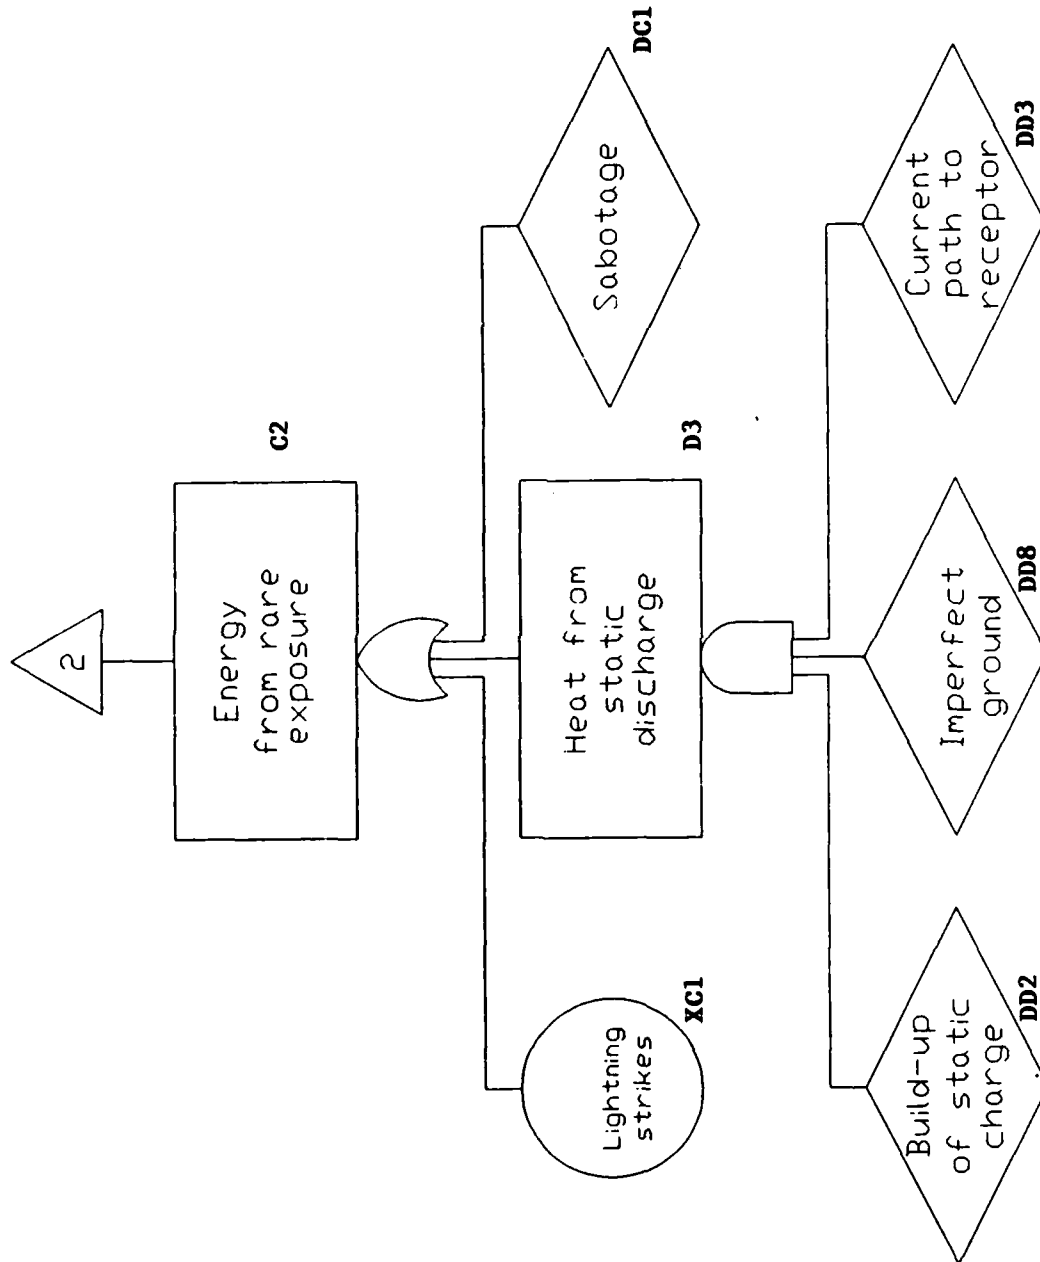 2
Energy
from rare
exposure
C2
Lightning
strikes
XC1
Heat from
static
discharge
D3
Sabotage
DC1
Build-up
of static
charge
DD2
Imperfect
ground
DD8
Current
path to
receptor
DD3